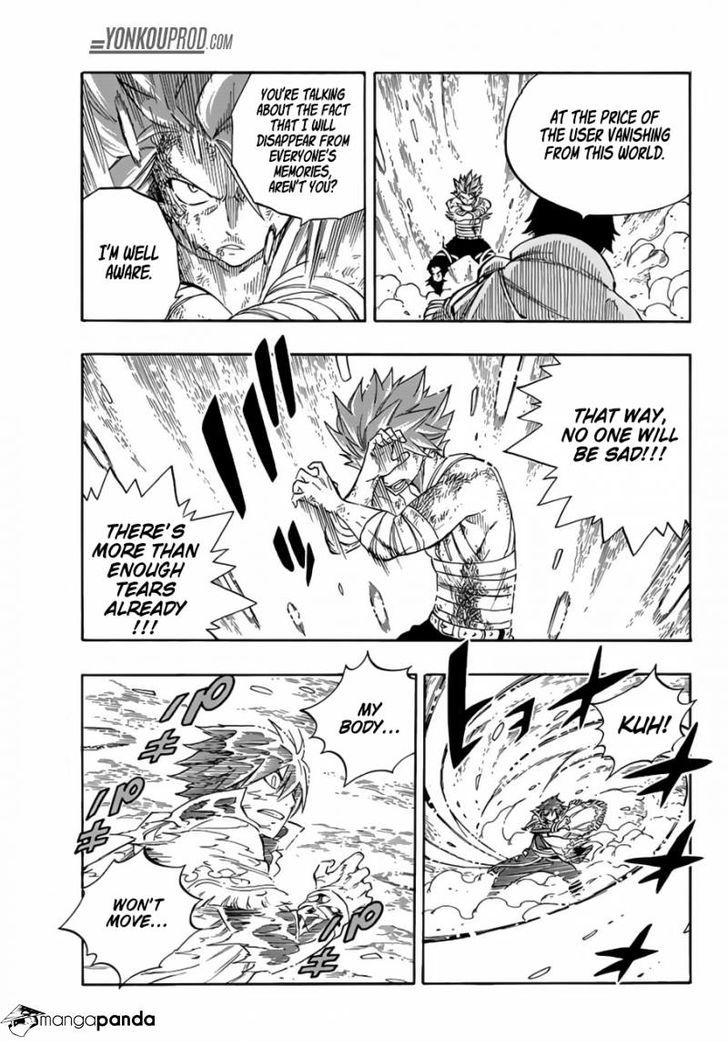 =YONKOUPROD.COM
AT THE PRICE OF
THE USER VANISHING
FROM THIS WORLD.
YOU'RE TALKING
ABOUT THE FACT
THAT I WILL
DISAPPEAR FROM
EVERYONE'S
MEMORIES,
AREN'T YOU?
I'M WELL
AWARE.
THAT WAY,
NO ONE WILL
BE SAD!!!
THERE'S
MORE THAN
ENOUGH
TEARS
ALREADY
!!!
KUH!
MY
BODY...
WON'T
MOVE...
mangapanda